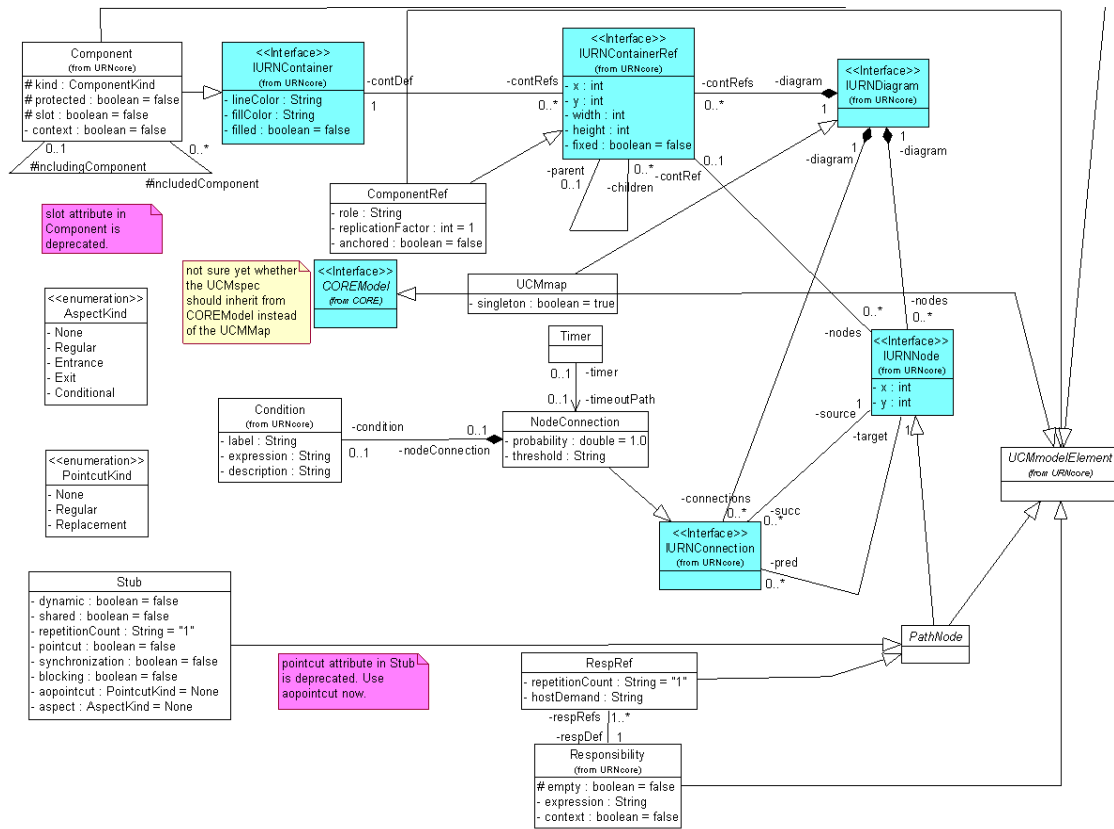 Component
(from URNcore)
# kind : ComponentKind
# protected : boolean = false
# slot : boolean = false
- context : boolean = false
0..1
0..*
#includingComponent
#includedComponent
<<Interface>>
IURNContainer
(from URNcore)
- lineColor : String
- fillColor : String
- filled : boolean = false
-contDef
1
-contRefs
0..*
<<Interface>>
IURNContainerRef
(from URNcore)
- x : int
- y : int
- width : int
- height : int
- fixed : boolean = false
-contRefs
0..*
-diagram
1
<<Interface>>
IURNDiagram
(from URNcore)
1
-diagram
1
-diagram
-parent
0..1
0..*
-children
0..1
-contRef
ComponentRef
- role : String
- replicationFactor : int = 1
- anchored : boolean = false
slot attribute in
Component is
deprecated.
not sure yet whether
the UCMspec
should inherit from
COREModel instead
of the UCMMap
<<Interface>>
COREModel
(from CORE)
UCMmap
- singleton : boolean = true
<<enumeration>>
AspectKind
- None
- Regular
- Entrance
- Exit
- Conditional
Timer
0..1
-timer
0..1
-timeoutPath
0..*
-nodes
-nodes
0..*
<<Interface>>
IURNNode
(from URNcore)
- x : int
- y : int
1
-source
-target
1
Condition
(from URNcore)
- label : String
- expression : String
- description : String
-condition
0..1
0..1
-nodeConnection
NodeConnection
- probability : double = 1.0
- threshold : String
<<enumeration>>
PointcutKind
- None
- Regular
- Replacement
UCMmodelElement
(from URNcore)
-connections
0..*
-succ
0..*
<<Interface>>
IURNConnection
(from URNcore)
-pred
0..*
Stub
- dynamic : boolean = false
- shared : boolean = false
- repetitionCount : String = "1"
- pointcut : boolean = false
- synchronization : boolean = false
- blocking : boolean = false
- aopointcut : PointcutKind = None
- aspect : AspectKind = None
pointcut attribute in Stub
is deprecated. Use
aopointcut now.
PathNode
RespRef
- repetitionCount : String = "1"
- hostDemand : String
-respRefs
1..*
-respDef
1
Responsibility
(from URNcore)
# empty : boolean = false
- expression : String
- context : boolean = false